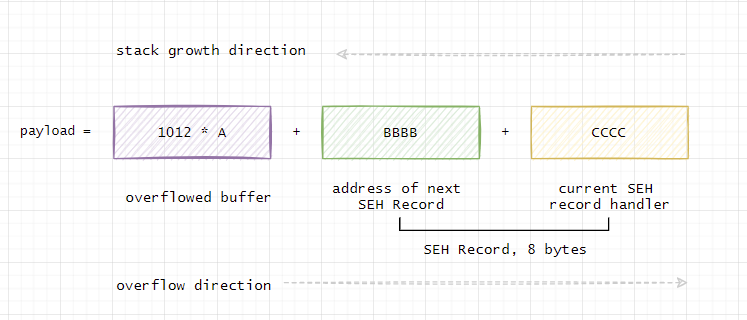 stack growth direction
payload = 1012 * A + BBBB + CCCC
overflowed buffer
address of next
SEH Record
current SEH
record handler
SEH Record, 8 bytes
overflow direction